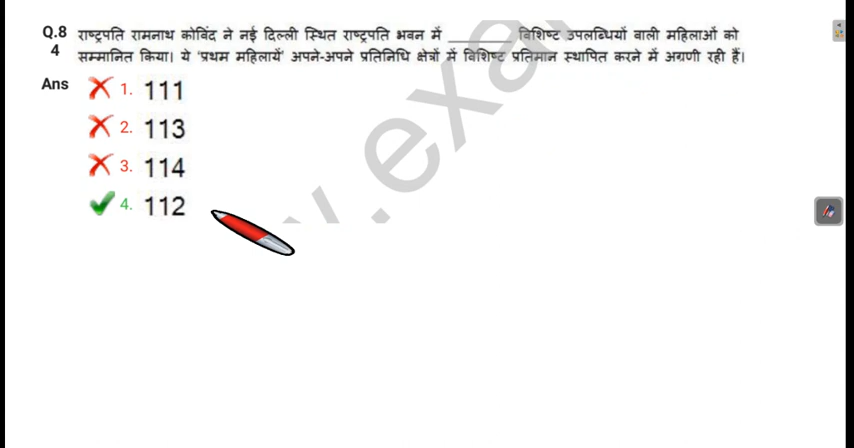 Q.8 राष्ट्रपति रामनाथ कोविंद ने नई दिल्ली स्थित राष्ट्रपति भवन में ________ विशिष्ट उपलब्धियों वाली महिलाओं को
4 सम्मानित किया। ये 'प्रथम महिलायें' अपने-अपने प्रतिनिधि क्षेत्रों में विशिष्ट प्रतिमान स्थापित करने में अग्रणी रही हैं।
Ans 1. 111
2. 113
3. 114
4. 112
v.exa